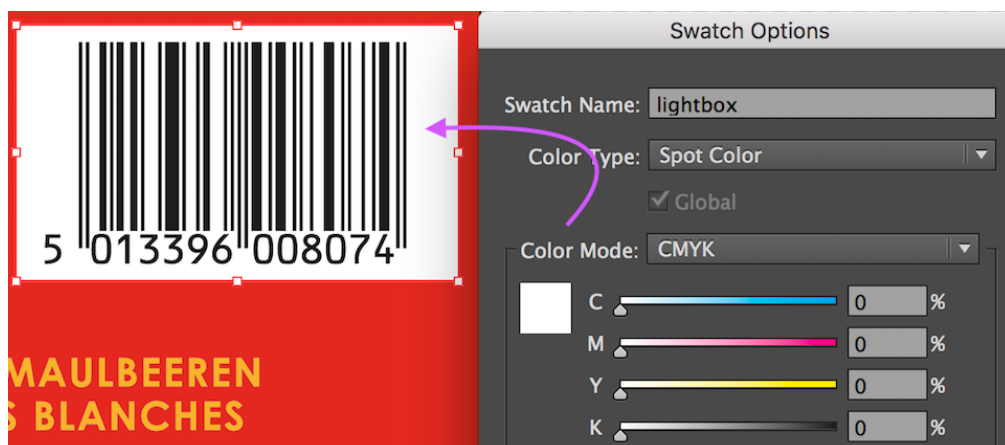 5 013396 008074
MAULBEEREN
S BLANCHES
Swatch Options
Swatch Name: lightbox
Color Type: Spot Color
Global
Color Mode: CMYK
C 0 %
M 0 %
Y 0 %
K 0 %